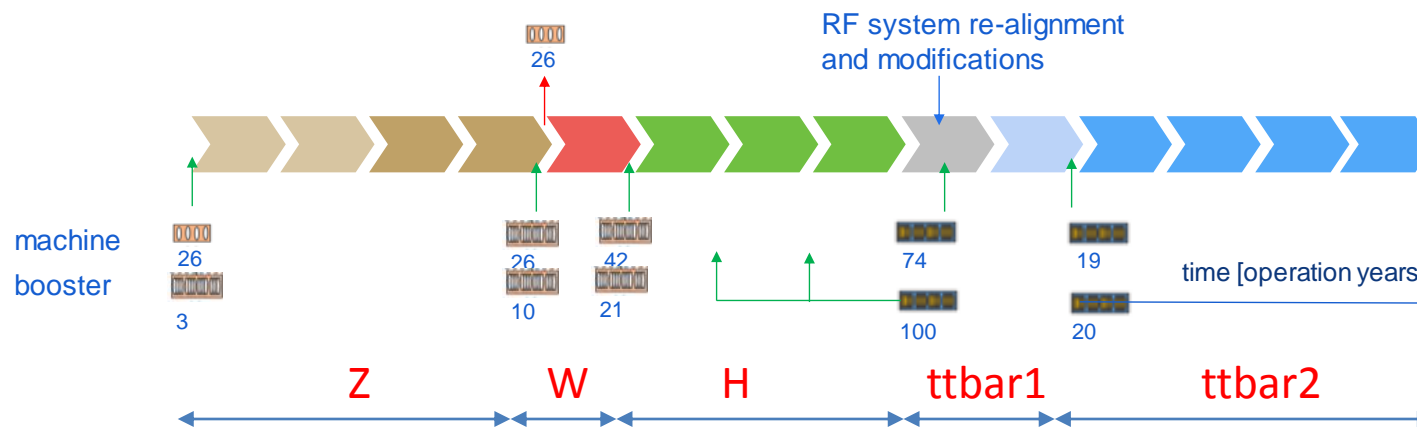 26
RF system re-alignment
and modifications
machine
26
26
42
74
19
booster
3
10
21
100
20
time [operation years
Z
W
H
ttbar1
ttbar2